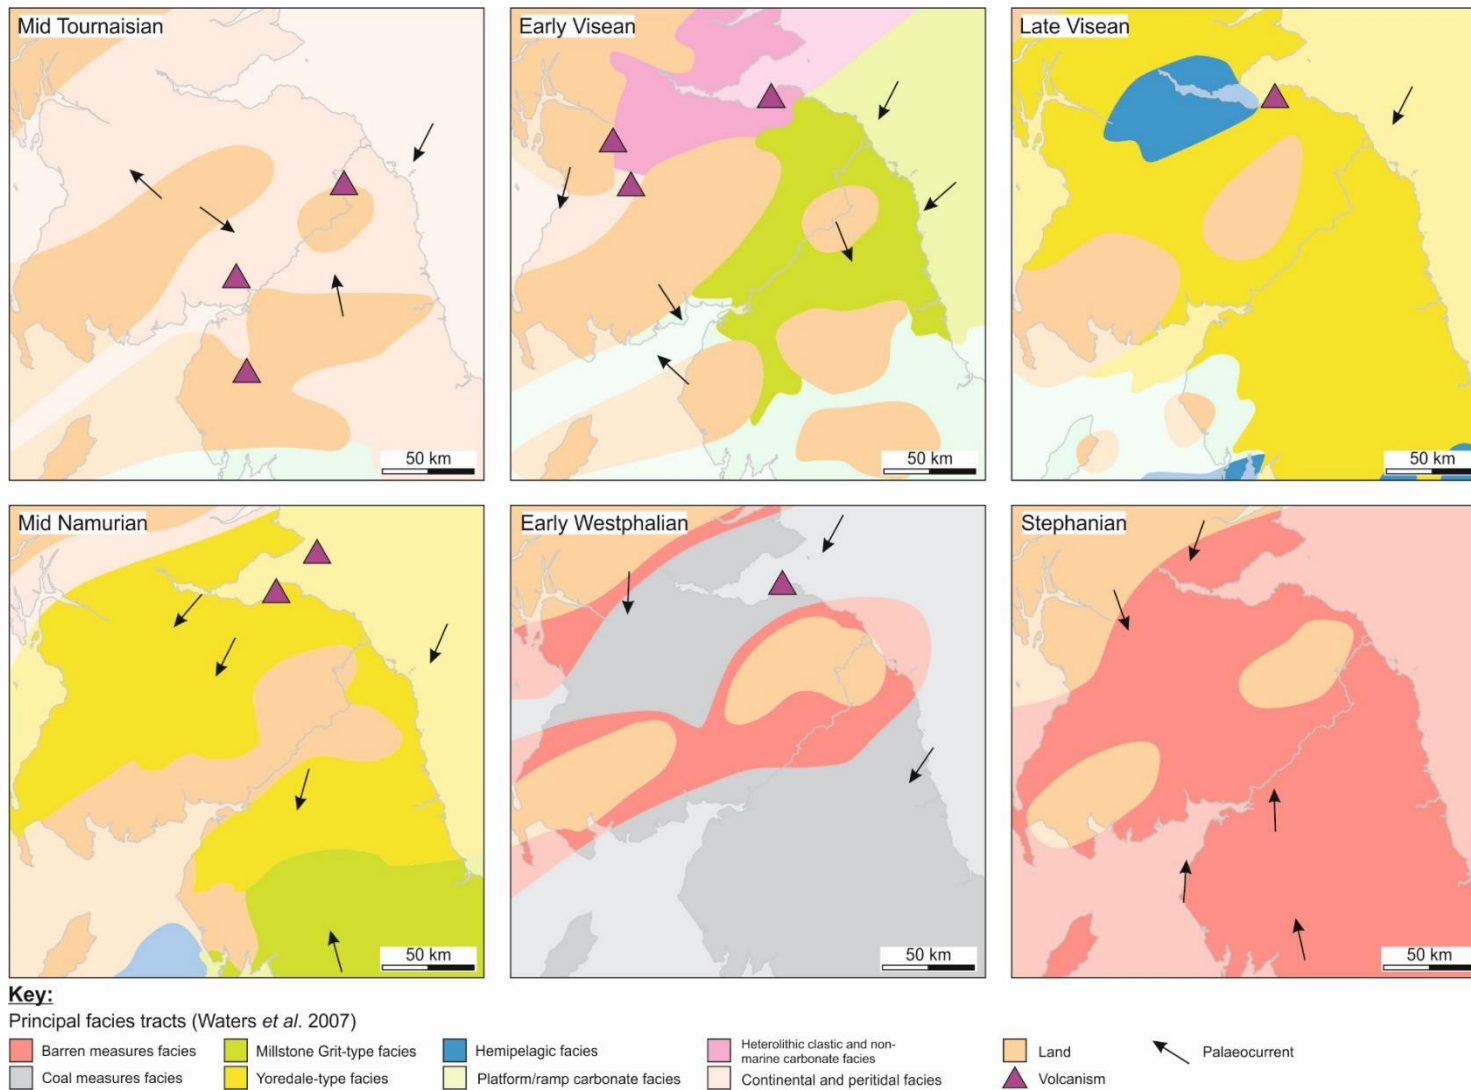 Mid Tournaisian
Early Visean
Late Visean
50 km
50 km
50 km
Mid Namurian
Early Westphalian
Stephanian
50 km
50 km
50 km
Key:
Principal facies tracts (Waters et al. 2007)
Barren measures facies
Millstone Grit-type facies
Hemipelagic facies
Heterolithic clastic and non-
marine carbonate facies
Land
Palaeocurrent
Coal measures facies
Yoredale-type facies
Platform/ramp carbonate facies
Continental and peritidal facies
Volcanism